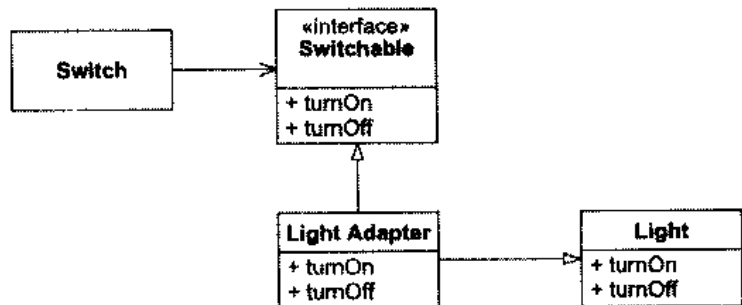 «interface»
Switchable
Switch
+ turnOn
+ turnOff
Light Adapter
+ turnOn
+ turnOff
Light
+ turnOn
+ turnOff